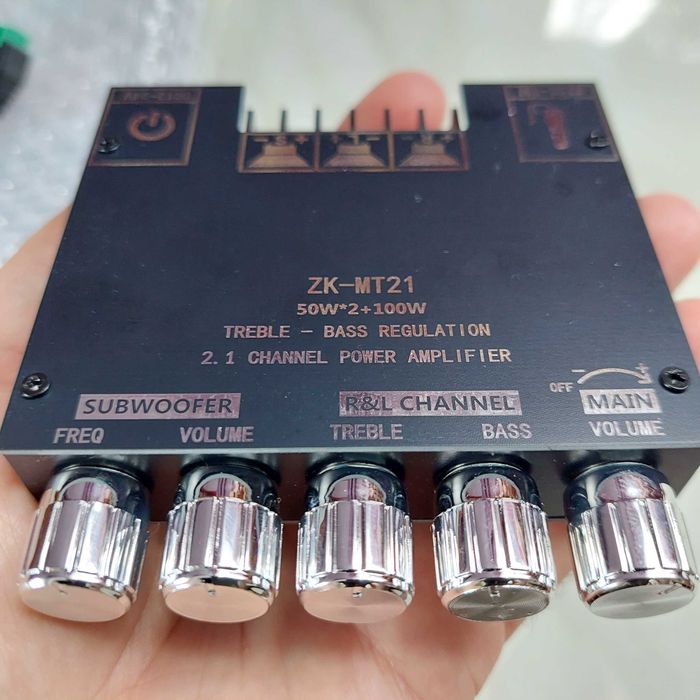 ZK-MT21
50W*2+100W
TREBLE - BASS REGULATION
2.1 CHANNEL POWER AMPLIFIER
OFF - +
SUBWOOFER R&L CHANNEL MAIN
FREQ VOLUME TREBLE BASS VOLUME